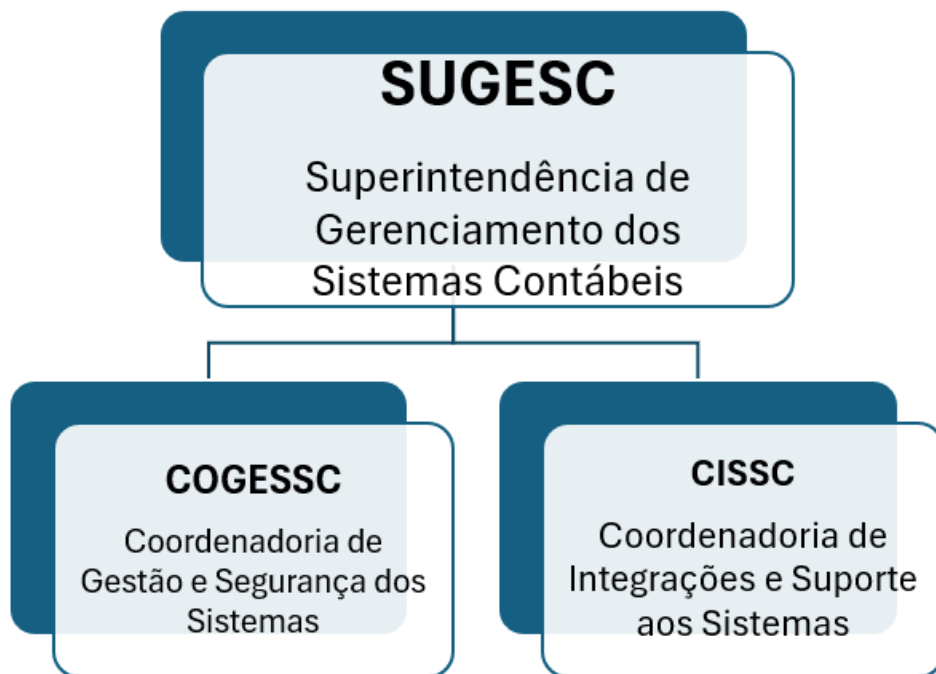 SUGESC
Superintendência de
Gerenciamento dos
Sistemas Contábeis
COGESSC
Coordenadoria de
Gestão e Segurança dos
Sistemas
CISSC
Coordenadoria de
Integrações e Suporte
aos Sistemas